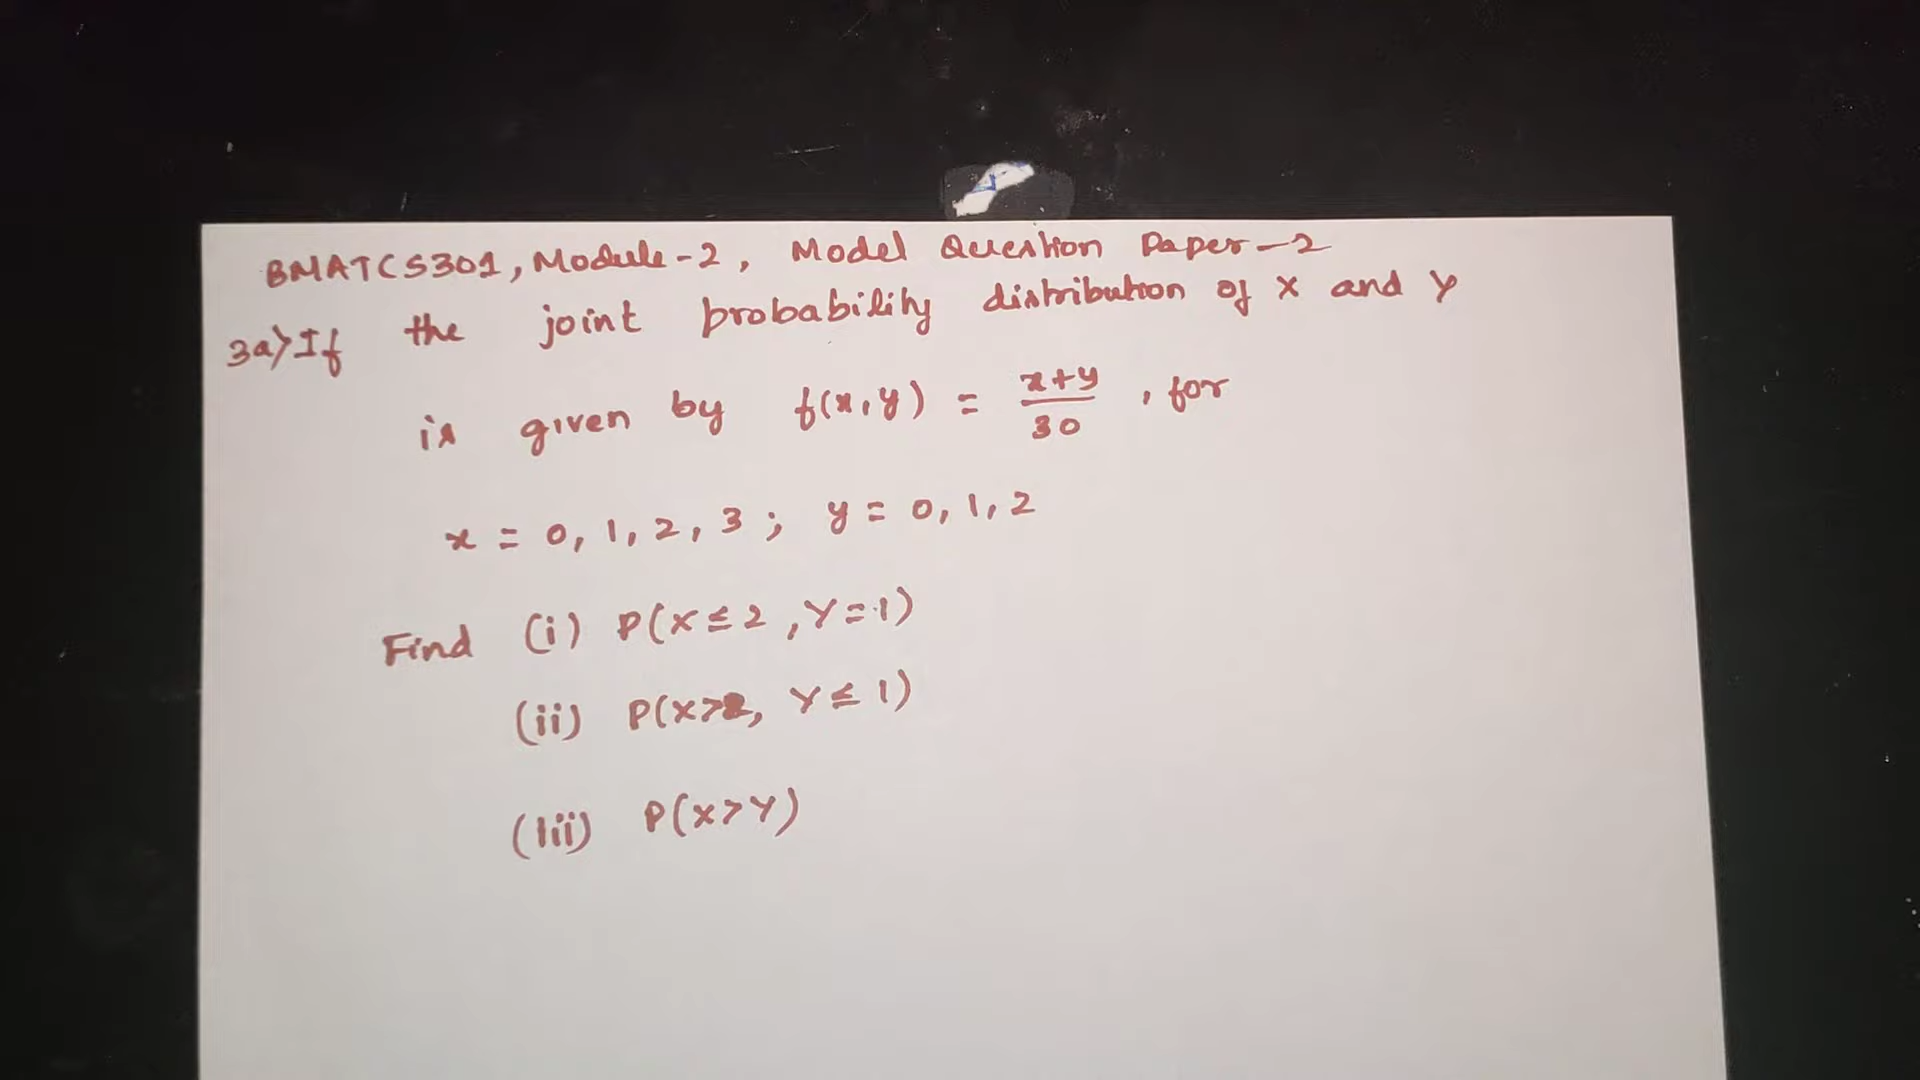 BMATCS301, Module-2, Model Question Paper-2
3a) If the joint probability distribution of X and Y
is given by f(x,y) = x+y/30, for
x = 0, 1, 2, 3; y = 0, 1, 2
Find (i) P(X≤2, Y=1)
(ii) P(X>2, Y≤1)
(iii) P(X>Y)